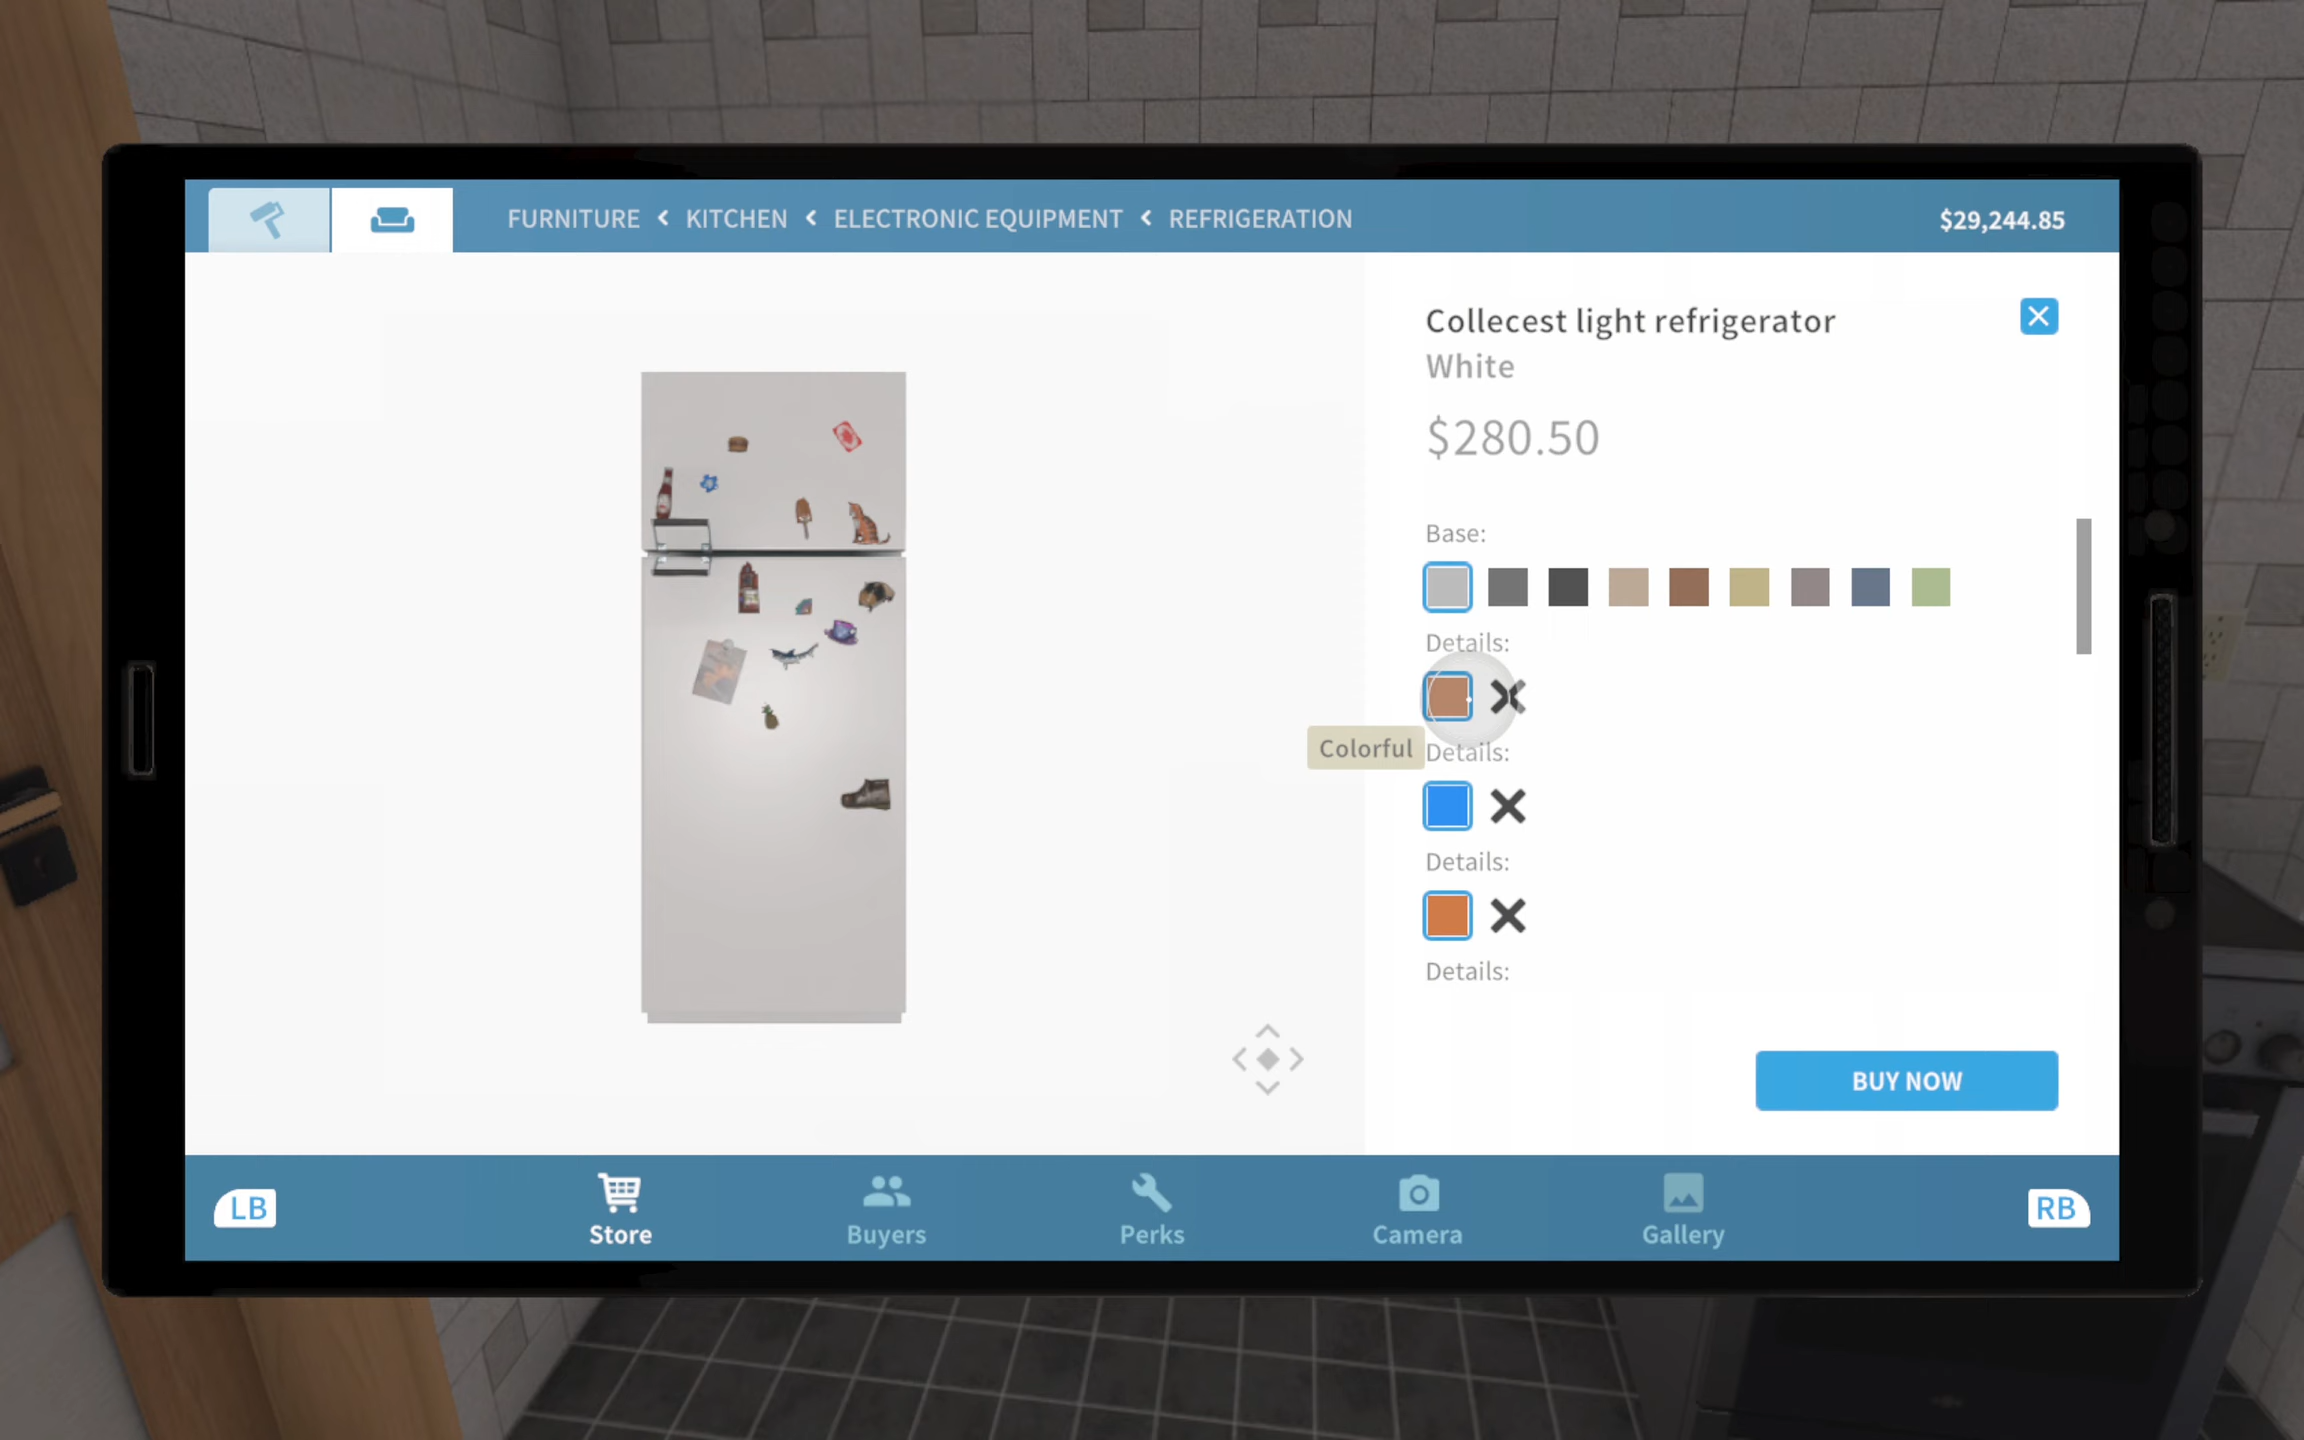 FURNITURE < KITCHEN < ELECTRONIC EQUIPMENT < REFRIGERATION
$29,244.85
Collecest light refrigerator
White
$280.50
Base:
Details:
Colorful
Details:
Details:
Details:
BUY NOW
LB
Store
Buyers
Perks
Camera
Gallery
RB